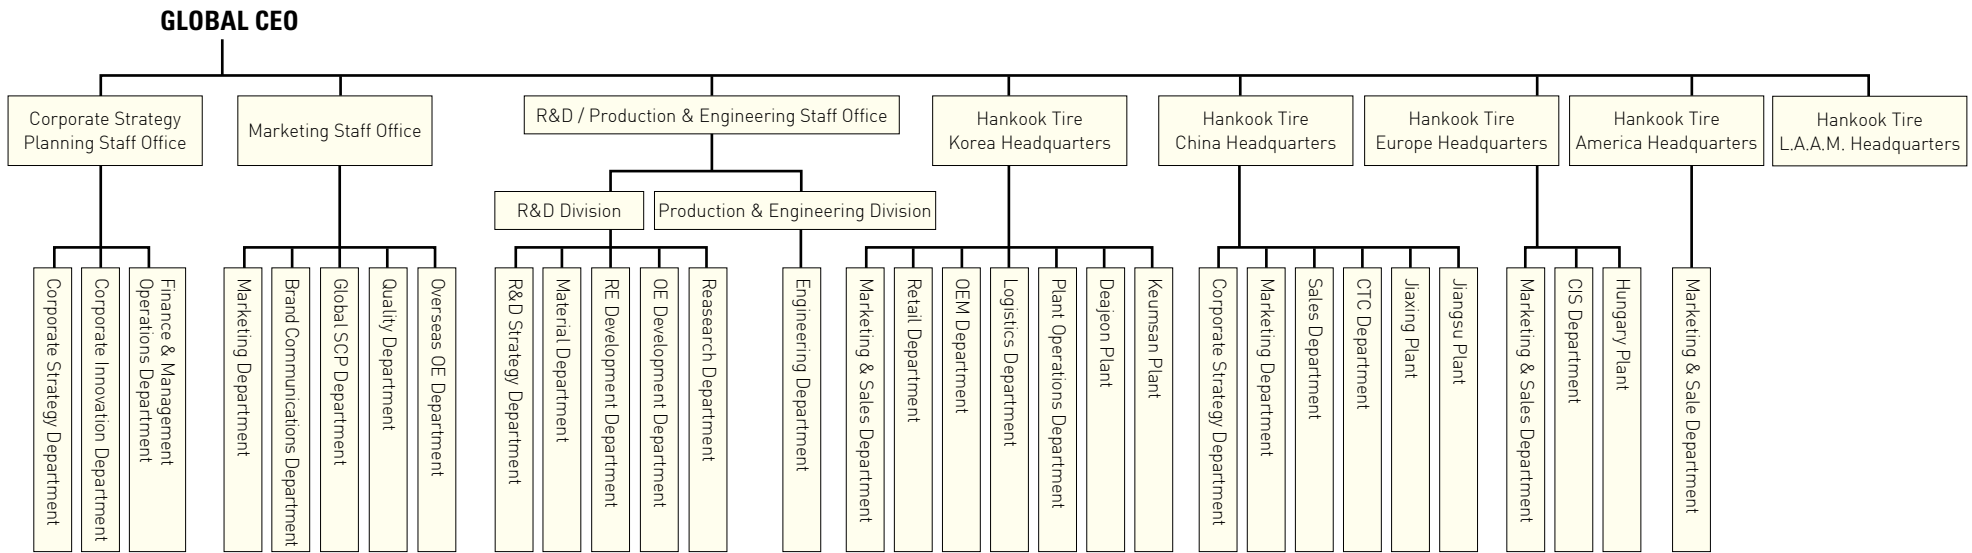 GLOBAL CEO
Corporate Strategy
Planning Staff Office
Marketing Staff Office
R&D / Production & Engineering Staff Office
Hankook Tire
Korea Headquarters
Hankook Tire
China Headquarters
Hankook Tire
Europe Headquarters
Hankook Tire
America Headquarters
Hankook Tire
L.A.A.M. Headquarters
R&D Division
Production & Engineering Division
Corporate Strategy Department
Corporate Innovation Department
Finance & Management
Operations Department
Marketing Department
Brand Communications Department
Global SCP Department
Quality Department
Overseas OE Department
R&D Strategy Department
Material Department
RE Development Department
OE Development Department
Reasearch Department
Engineering Department
Marketing & Sales Department
Retail Department
OEM Department
Logistics Department
Plant Operations Department
Deajeon Plant
Keumsan Plant
Corporate Strategy Department
Marketing Department
Sales Department
CTC Department
Jiaxing Plant
Jiangsu Plant
Marketing & Sales Department
CIS Department
Hungary Plant
Marketing & Sale Department